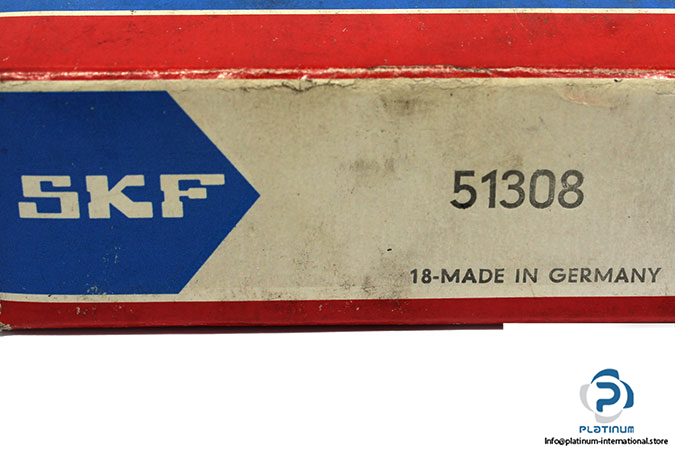 SKF
51308
18-MADE IN GERMANY
P
PLATINUM
Info@platinum-international.store